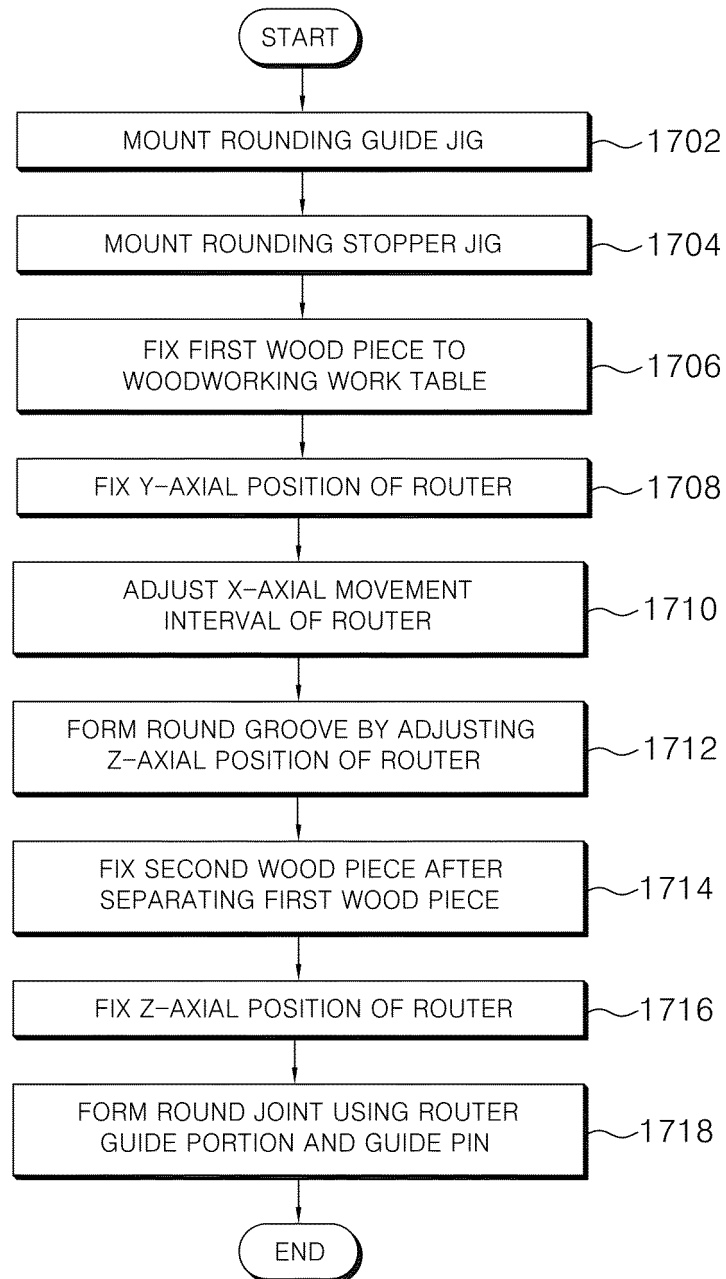 START
MOUNT ROUNDING GUIDE JIG
1702
MOUNT ROUNDING STOPPER JIG
1704
FIX FIRST WOOD PIECE TO
WOODWORKING WORK TABLE
1706
FIX Y-AXIAL POSITION OF ROUTER
1708
ADJUST X-AXIAL MOVEMENT
INTERVAL OF ROUTER
1710
FORM ROUND GROOVE BY ADJUSTING
Z-AXIAL POSITION OF ROUTER
1712
FIX SECOND WOOD PIECE AFTER
SEPARATING FIRST WOOD PIECE
1714
FIX Z-AXIAL POSITION OF ROUTER
1716
FORM ROUND JOINT USING ROUTER
GUIDE PORTION AND GUIDE PIN
1718
END